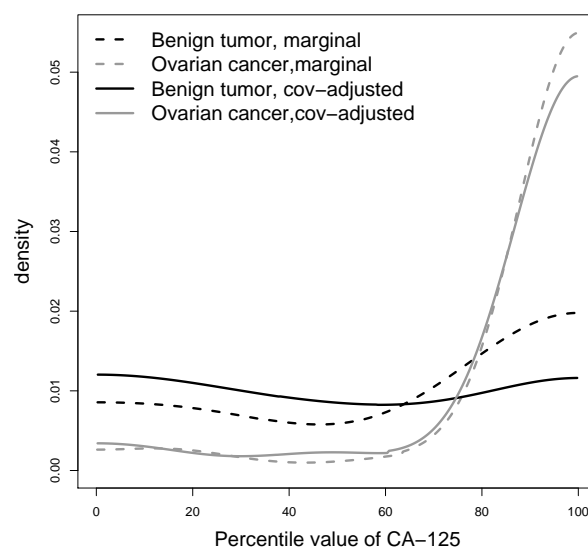 Benign tumor, marginal
Ovarian cancer,marginal
Benign tumor, cov−adjusted
Ovarian cancer,cov−adjusted
density
0.05
0.04
0.03
0.02
0.01
0.00
0 20 40 60 80 100
Percentile value of CA−125